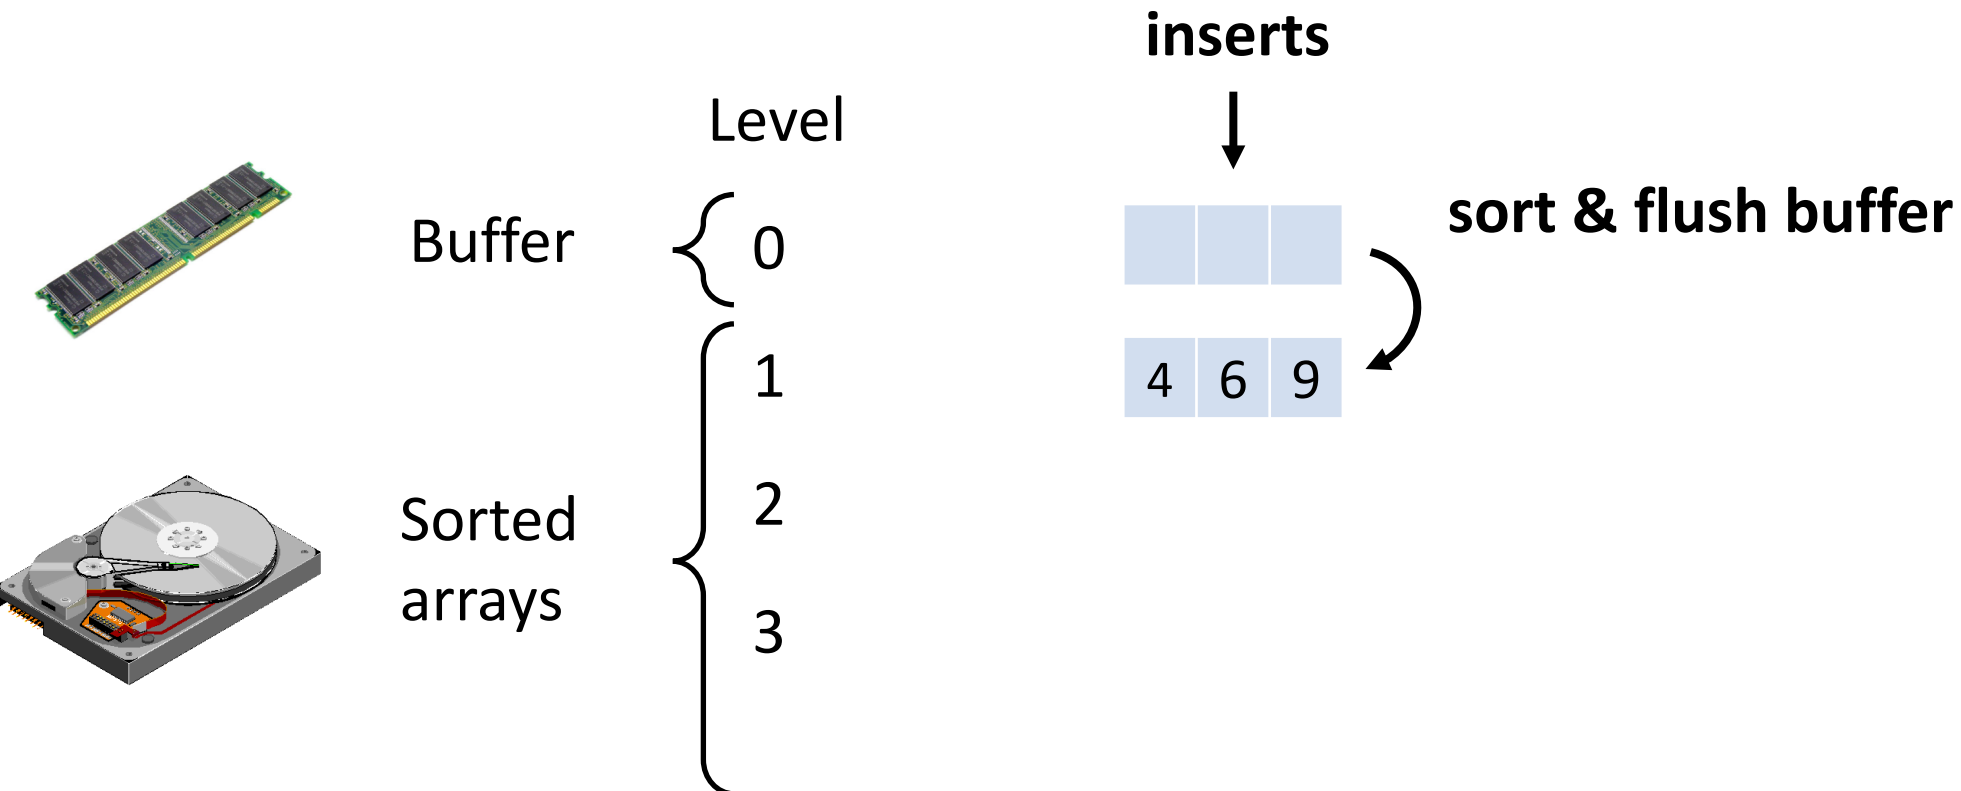 inserts
Level
Buffer
0
sort & flush buffer
1
4 6 9
2
Sorted
arrays
3